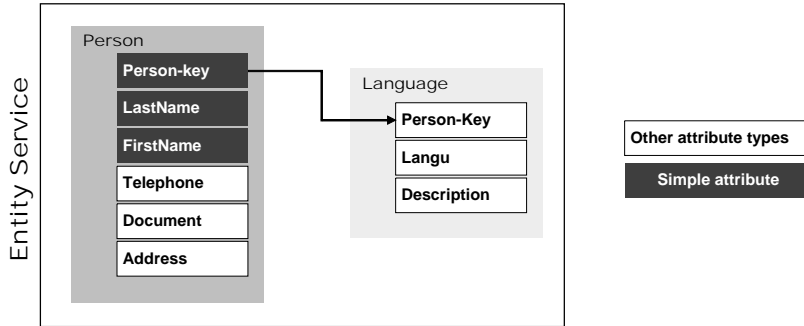 Entity Service
Person
Person-key
LastName
FirstName
Telephone
Document
Address
Language
Person-Key
Langu
Description
Other attribute types
Simple attribute